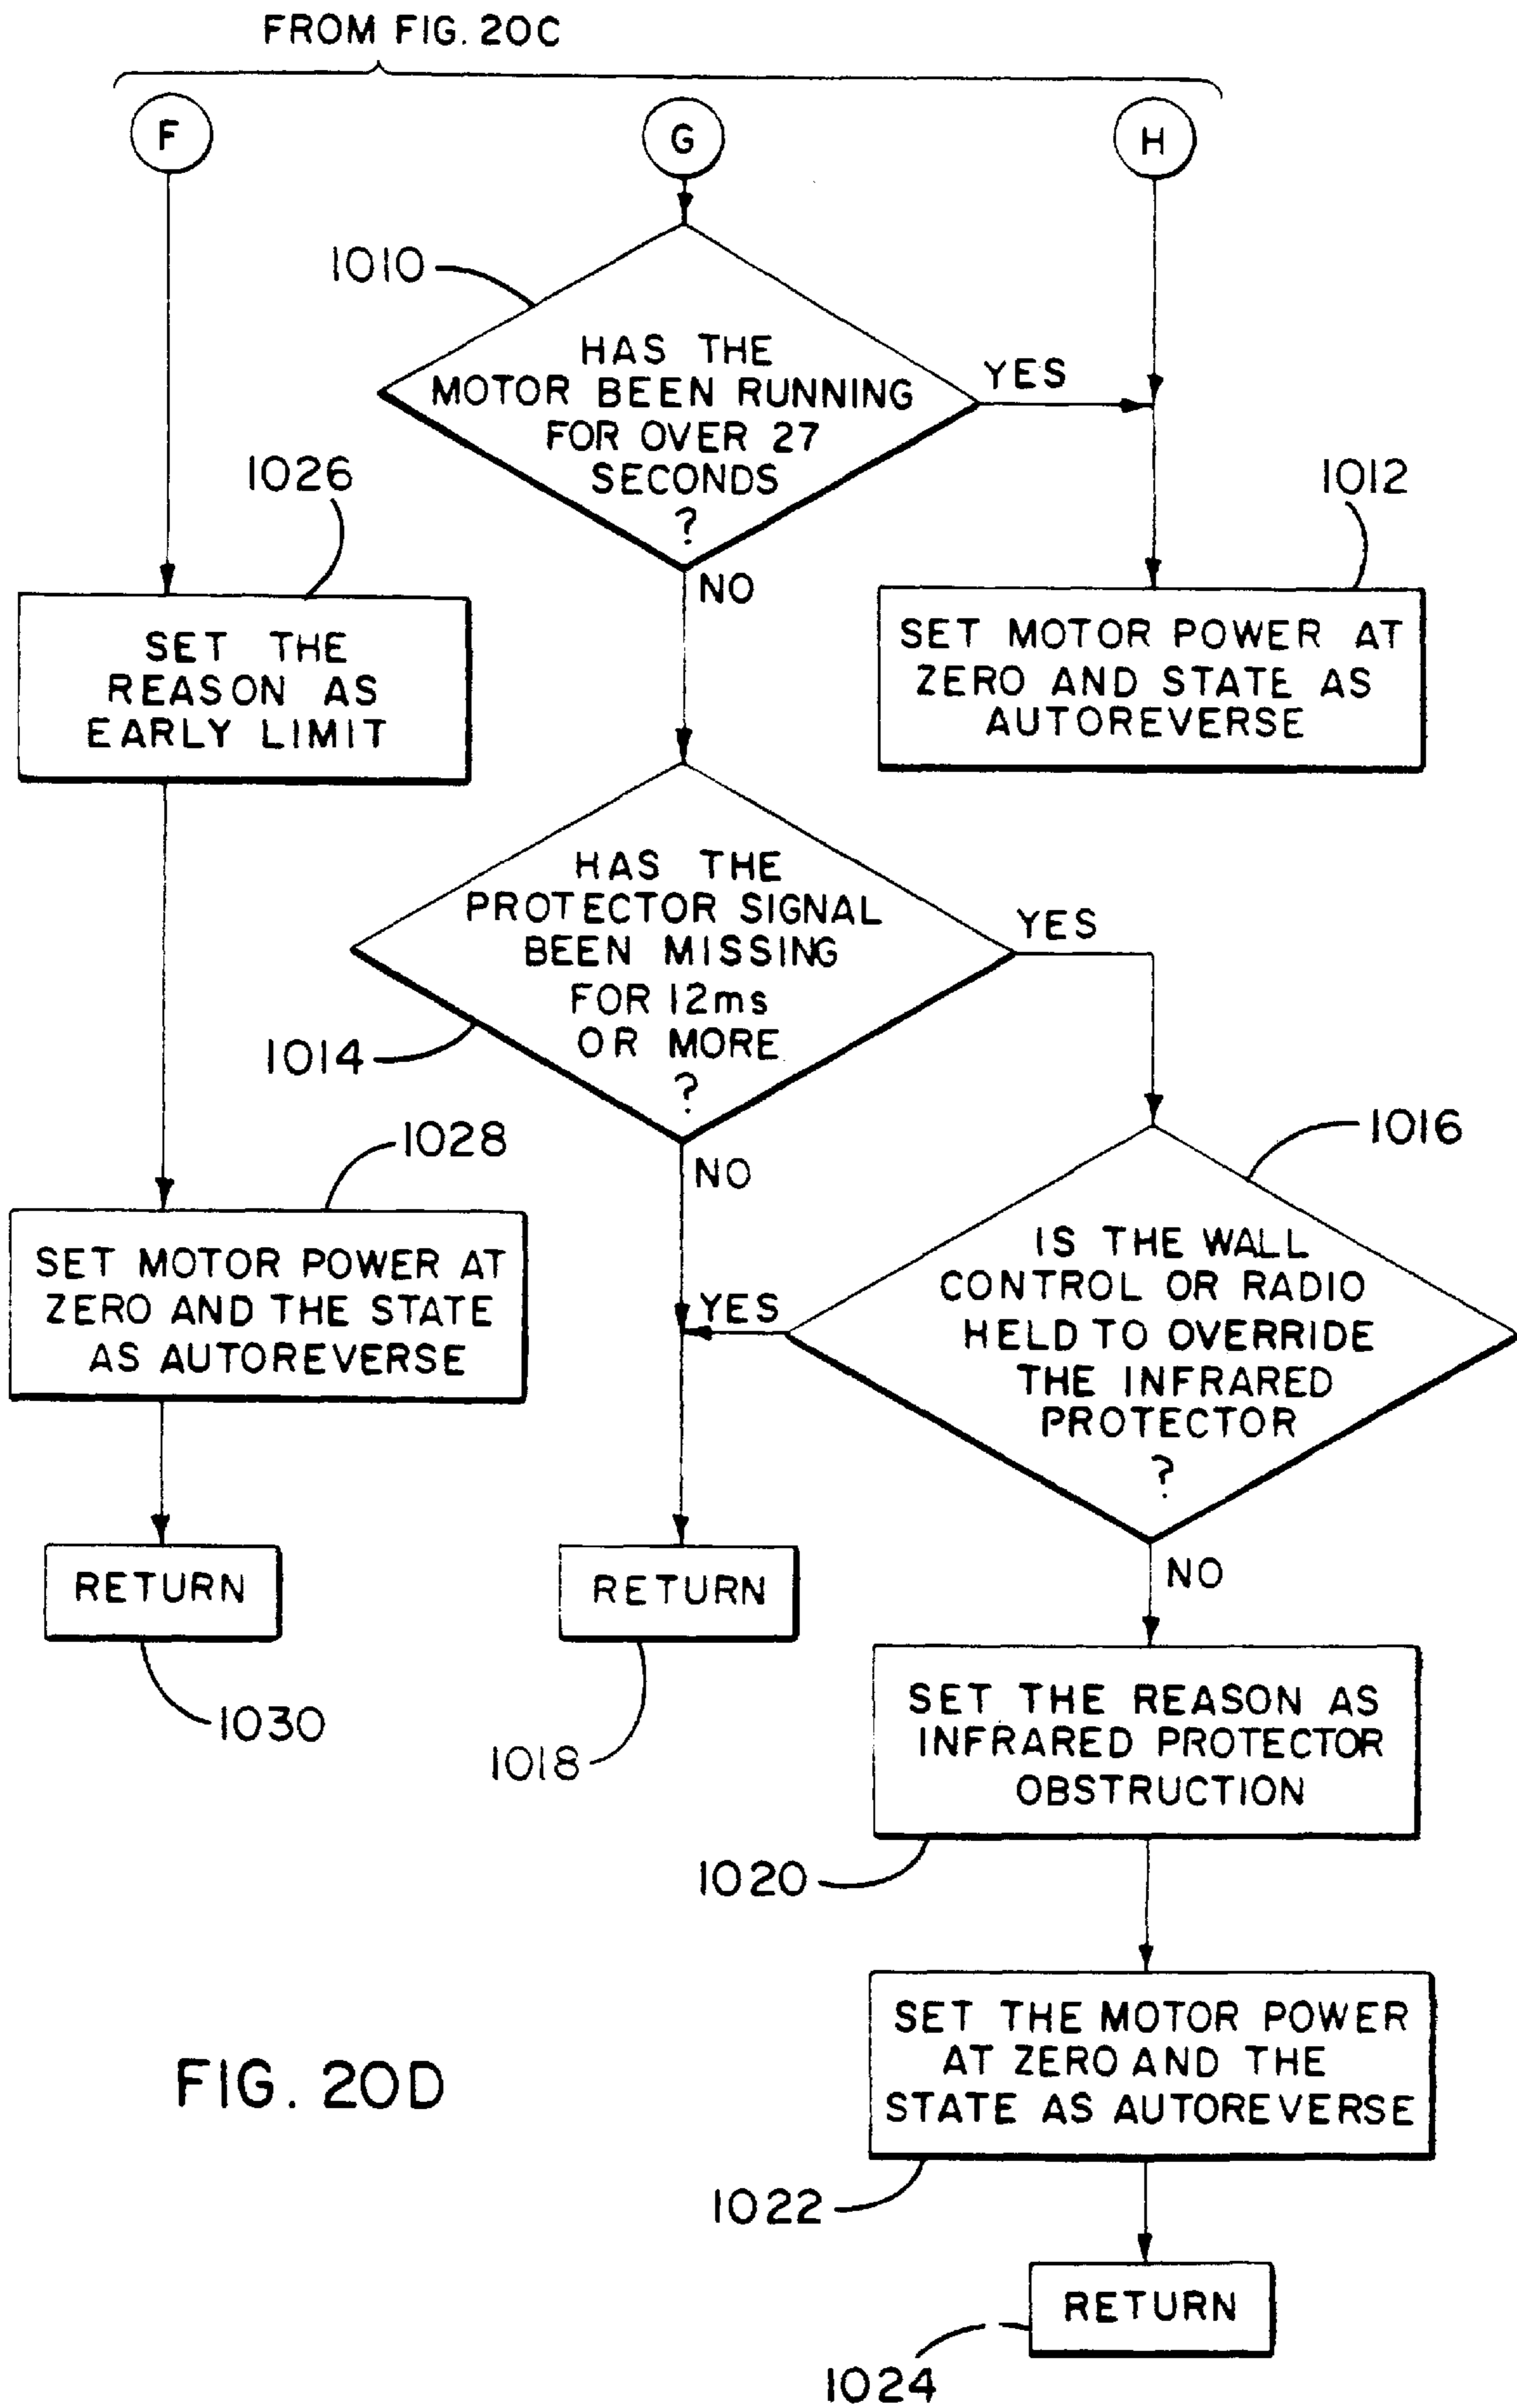 FROM FIG. 20C
F
G
H
1010
HAS THE
MOTOR BEEN RUNNING
FOR OVER 27
SECONDS
?
YES
NO
1026
SET THE
REASON AS
EARLY LIMIT
1012
SET MOTOR POWER AT
ZERO AND STATE AS
AUTOREVERSE
HAS THE
PROTECTOR SIGNAL
BEEN MISSING
FOR 12ms
OR MORE
?
YES
1014
NO
1028
SET MOTOR POWER AT
ZERO AND THE STATE
AS AUTOREVERSE
1016
IS THE WALL
CONTROL OR RADIO
HELD TO OVERRIDE
THE INFRARED
PROTECTOR
?
YES
NO
RETURN
1030
RETURN
1018
SET THE REASON AS
INFRARED PROTECTOR
OBSTRUCTION
1020
SET THE MOTOR POWER
AT ZERO AND THE
STATE AS AUTOREVERSE
1022
RETURN
1024
FIG. 20D